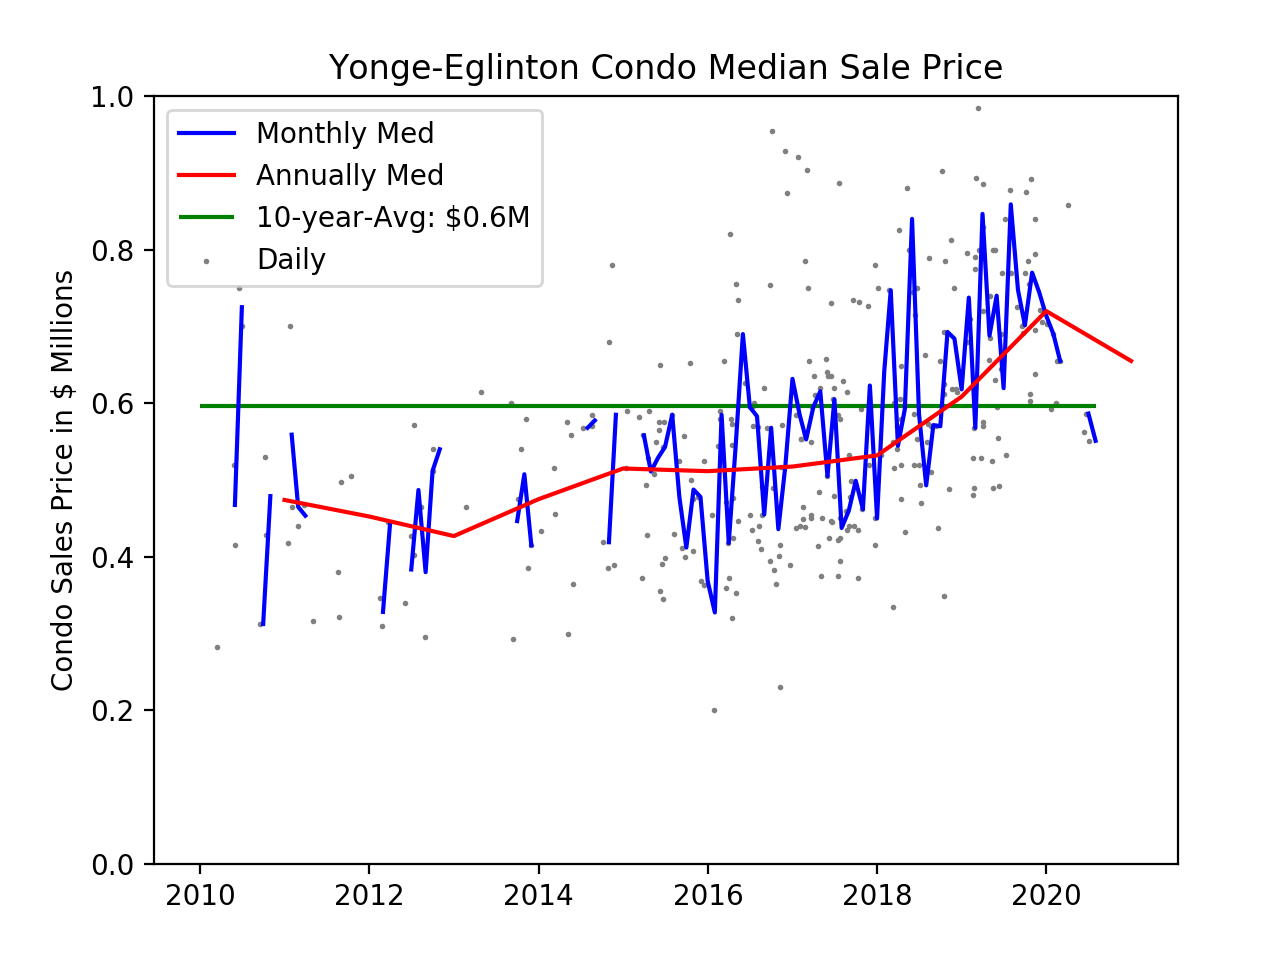 Yonge-Eglinton Condo Median Sale Price
Condo Sales Price in $ Millions
1.0
0.8
0.6
0.4
0.2
0.0
Monthly Med
Annually Med
10-year-Avg: $0.6M
Daily
2010 2012 2014 2016 2018 2020